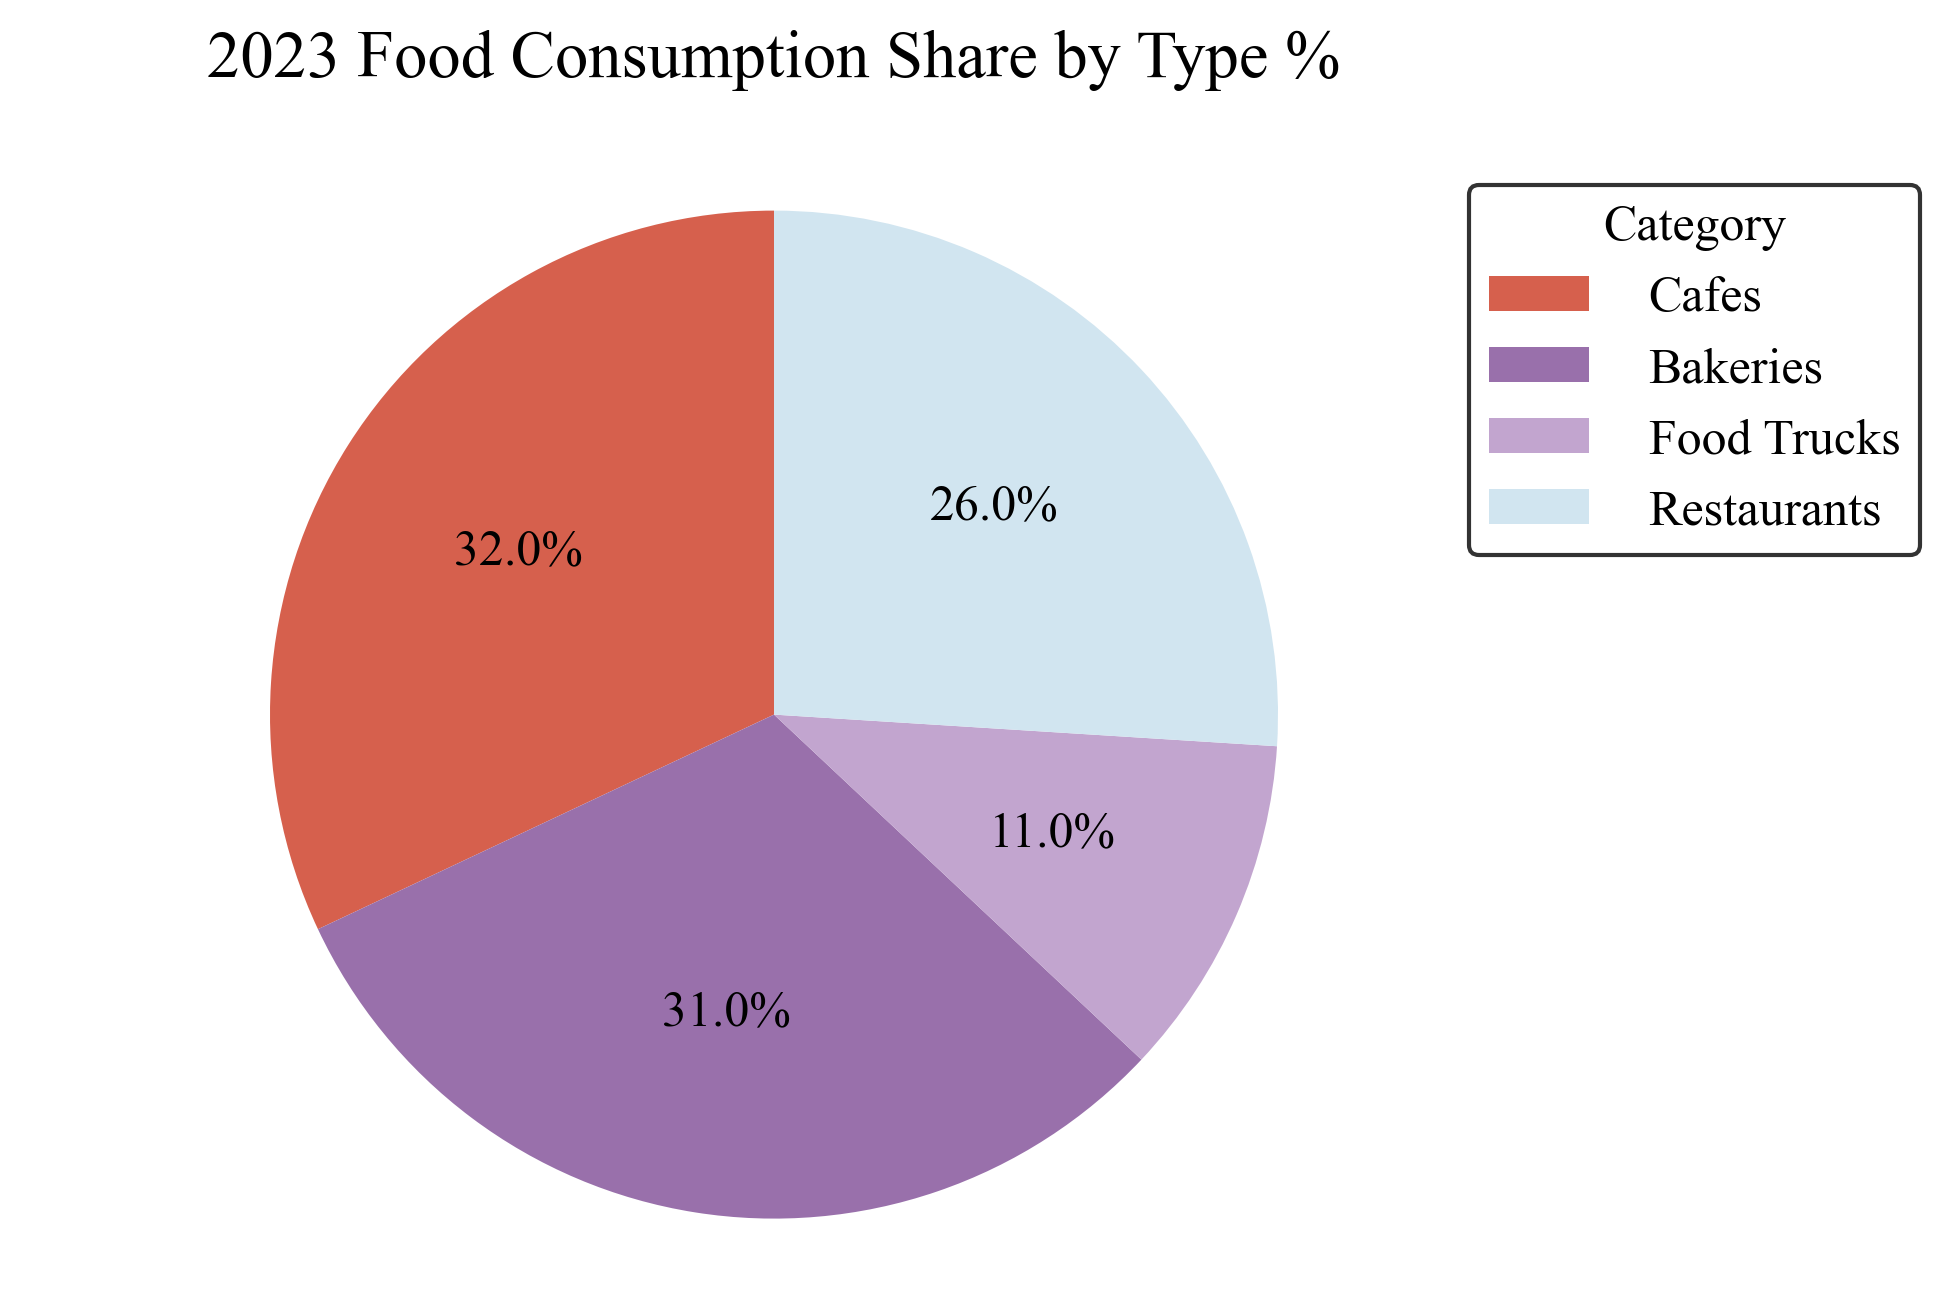 2023 Food Consumption Share by Type %
Category
Cafes
Bakeries
Food Trucks
Restaurants
26.0%
32.0%
11.0%
31.0%